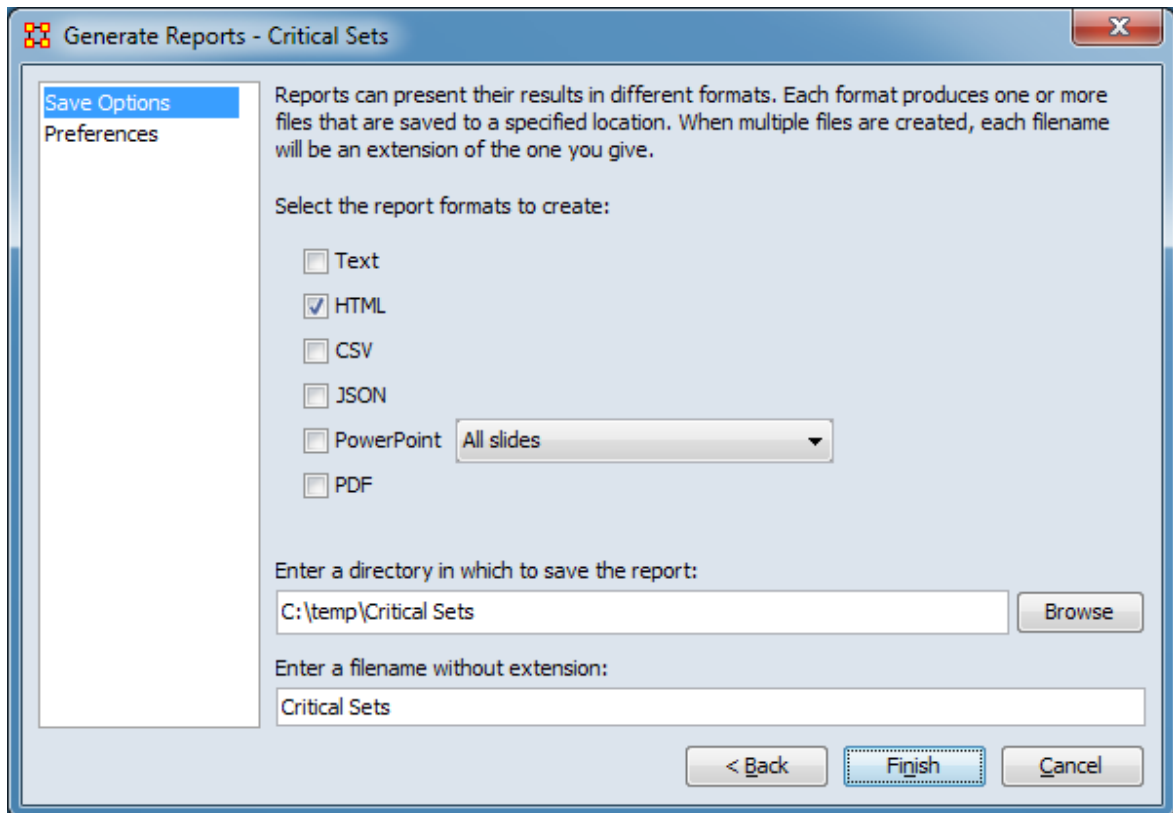 Generate Reports - Critical Sets
X
Save Options
Preferences
Reports can present their results in different formats. Each format produces one or more
files that are saved to a specified location. When multiple files are created, each filename
will be an extension of the one you give.
Select the report formats to create:
Text
HTML
CSV
JSON
PowerPoint All slides
PDF
Enter a directory in which to save the report:
C:\temp\Critical Sets Browse
Enter a filename without extension:
Critical Sets
< Back Finish Cancel